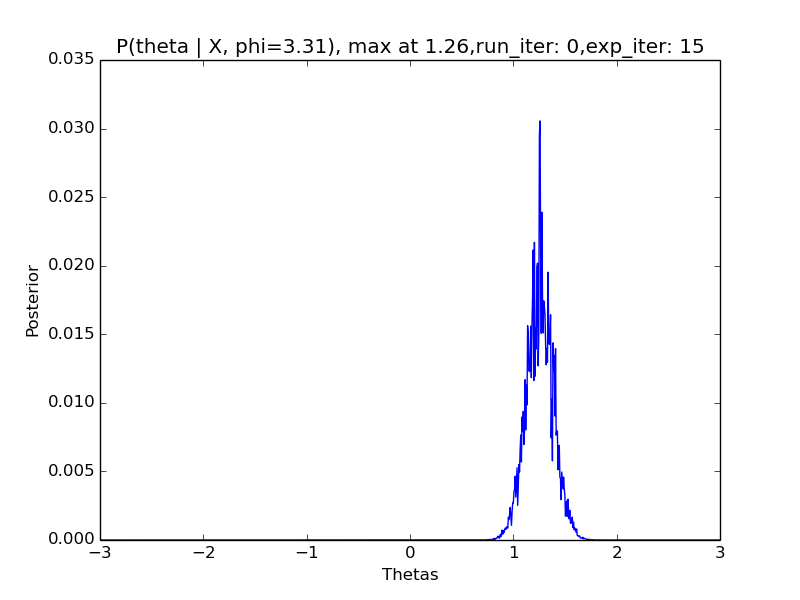 P(theta | X, phi=3.31), max at 1.26,run_iter: 0,exp_iter: 15
0.035
0.030
0.025
0.020
0.015
0.010
0.005
0.000
Posterior
−3 −2 −1 0 1 2 3
Thetas